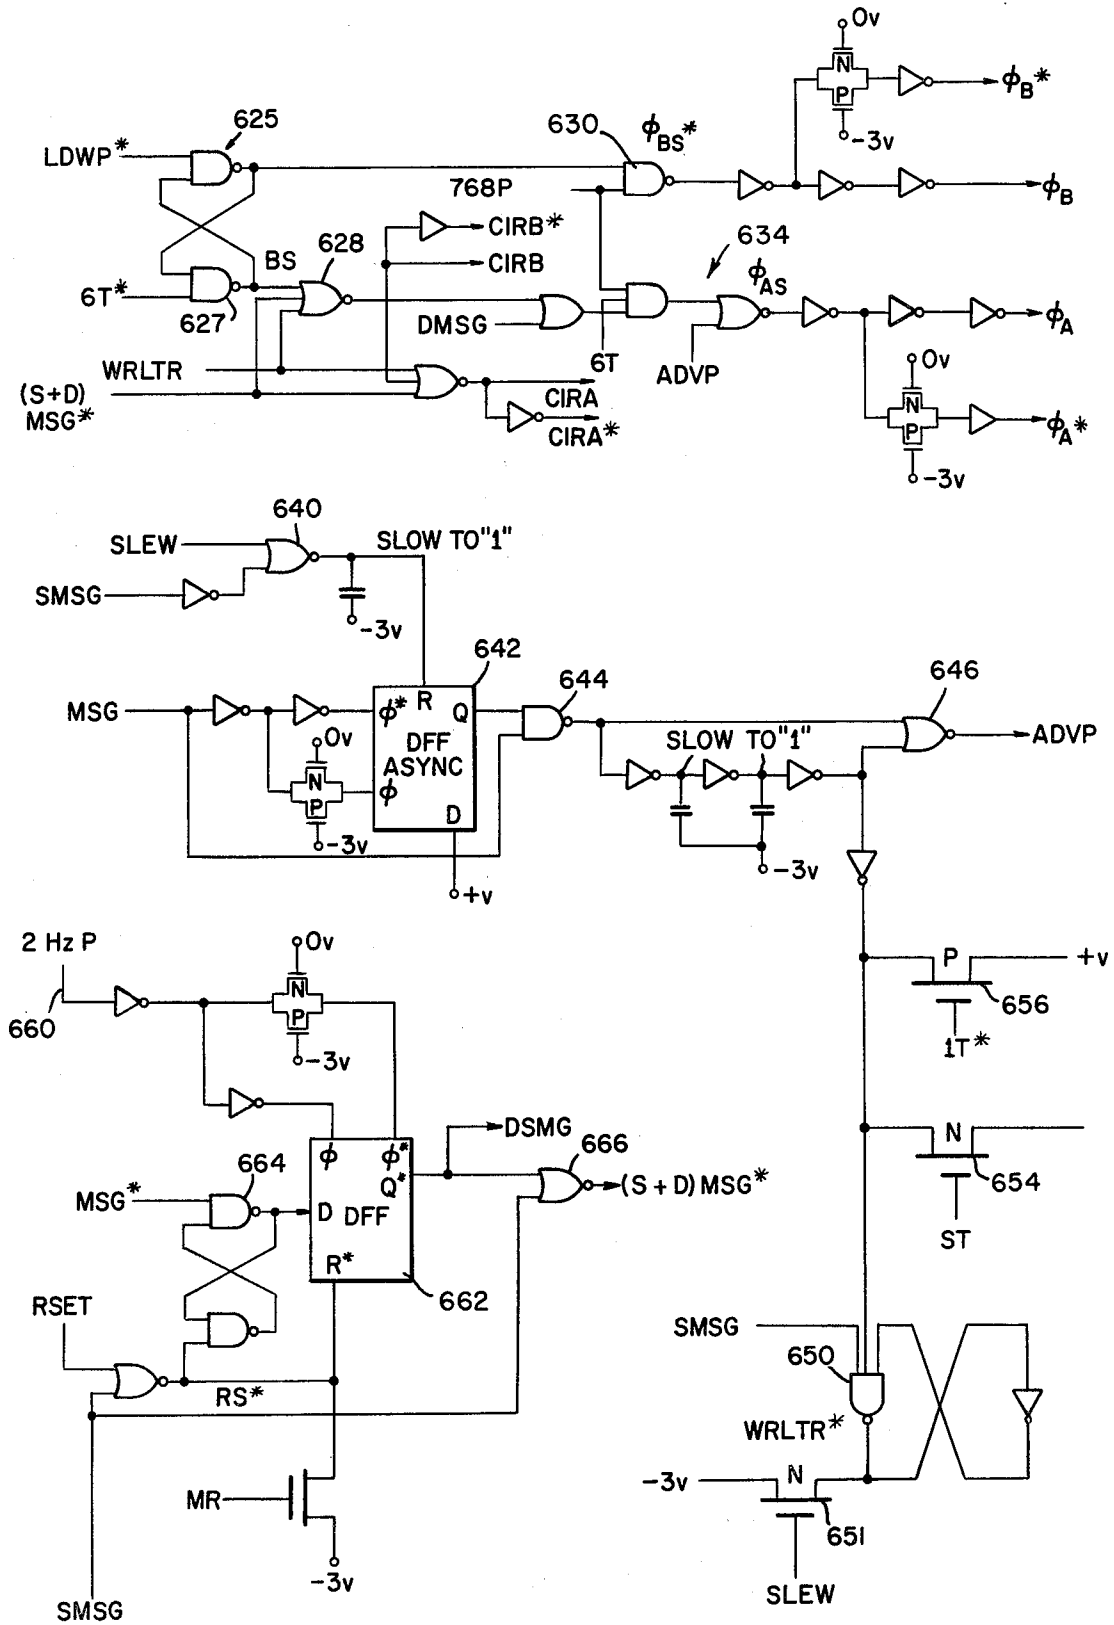 0v
N
P
-3v
ϕB*
625
LDWP*
630
ϕBS*
768P
ϕB
CIRB*
634
BS
628
CIRB
ϕAS
6T*
627
DMSG
6T
ADVP
ϕA
WRLTR
0v
(S+D)
MSG*
CIRA
CIRA*
N
P
ϕA*
-3v
640
SLEW
SLOW TO "1"
SMSG
-3v
642
644
646
MSG
ϕ*
R
Q
DFF
ASYNC
ϕ
D
0v
N
P
-3v
SLOW TO "1"
ADVP
-3v
+v
2 Hz P
0v
N
P
660
-3v
P
+v
656
1T*
DSMG
664
ϕ
ϕ*
Q*
666
(S + D) MSG*
N
654
ST
MSG*
D
DFF
R*
662
RSET
SMSG
650
RS*
WRLTR*
MR
-3v
N
651
-3v
SLEW
SMSG